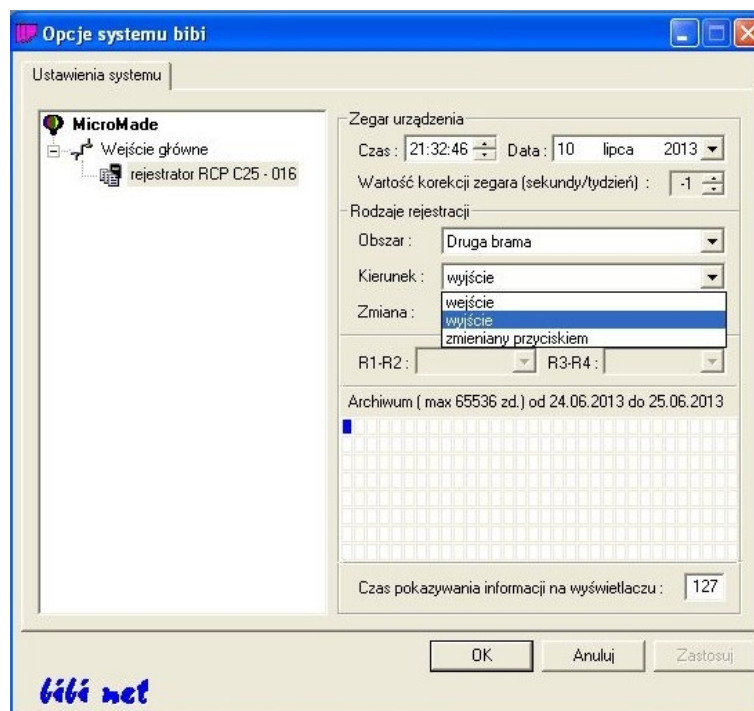 Opcje systemu bibi
Ustawienia systemu
MicroMade
Wejście główne
rejestrator RCP C25 - 016
Zegar urządzenia
Czas : 21:32:46 Data : 10 lipca 2013
Wartość korekcji zegara (sekundy/tydzień) : -1
Rodzaje rejestracji
Obszar : Druga brama
Kierunek : wyjście
wejście
Zmiana : wyjście
zmieniany przyciskiem
R1-R2 : R3-R4 :
Archiwum ( max 65536 zd.) od 24.06.2013 do 25.06.2013
Czas pokazywania informacji na wyświetlaczu : 127
OK Anuluj Zastosuj
bibi net